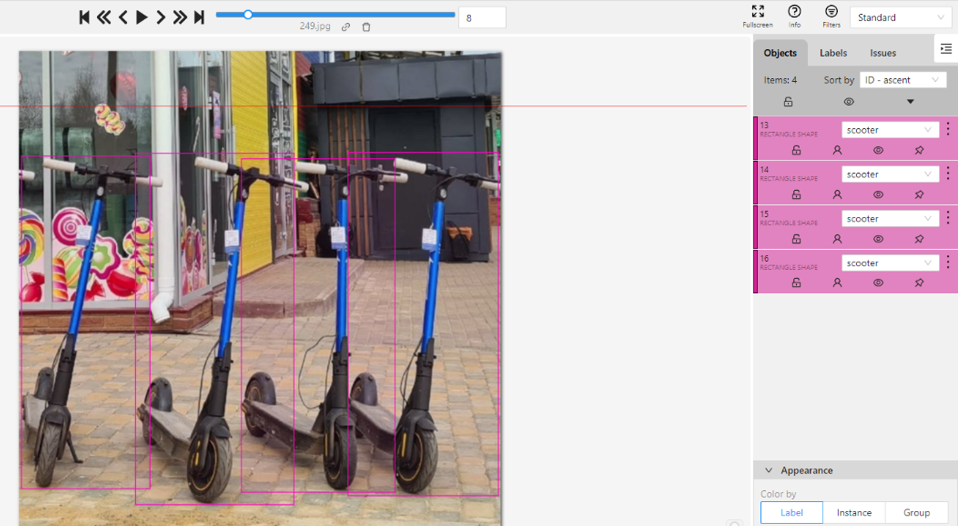 249.jpg
8
Fullscreen
Info
Filters
Standard
Objects
Labels
Issues
Items: 4
Sort by
ID - ascent
13
RECTANGLE SHAPE
scooter
14
RECTANGLE SHAPE
scooter
15
RECTANGLE SHAPE
scooter
16
RECTANGLE SHAPE
scooter
Appearance
Color by
Label
Instance
Group